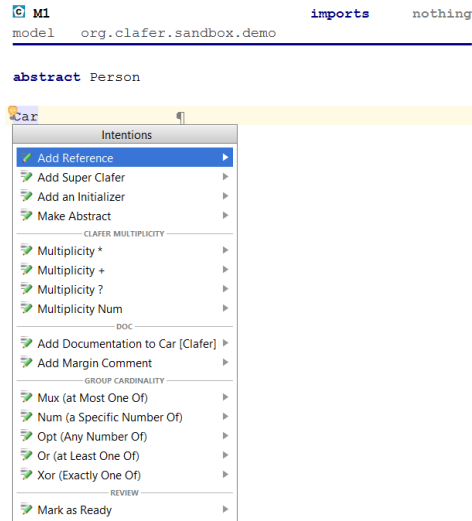 C M1 imports nothing
model org.clafer.sandbox.demo
abstract Person
Car ¶
Intentions
Add Reference
Add Super Clafer
Add an Initializer
Make Abstract
CLAFER MULTIPLICITY
Multiplicity *
Multiplicity +
Multiplicity ?
Multiplicity Num
DOC
Add Documentation to Car [Clafer]
Add Margin Comment
GROUP CARDINALITY
Mux (at Most One Of)
Num (a Specific Number Of)
Opt (Any Number Of)
Or (at Least One Of)
Xor (Exactly One Of)
REVIEW
Mark as Ready